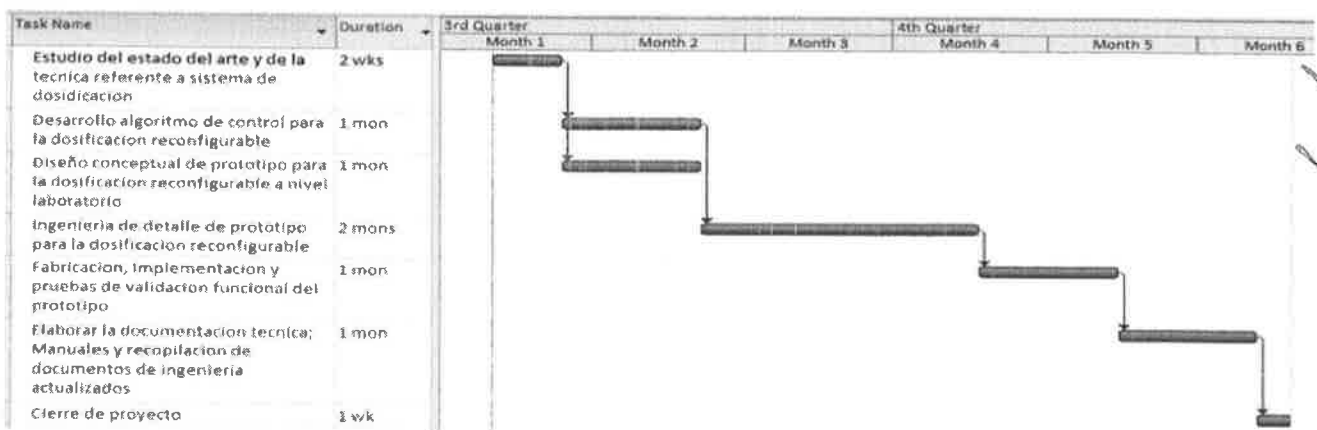 Task Name Duration 3rd Quarter 4th Quarter
Month 1 Month 2 Month 3 Month 4 Month 5 Month 6
Estudio del estado del arte y de la 2 wks
tecnica referente a sistema de
dosidicacion
Desarrollo algoritmo de control para 1 mon
la dosificacion reconfigurable
Diseño conceptual de prototipo para 1 mon
la dosificacion reconfigurable a nivel
laboratorio
Ingenieria de detalle de prototipo 2 mons
para la dosificacion reconfigurable
Fabricacion, Implementacion y 1 mon
pruebas de validacion funcional del
prototipo
Elaborar la documentacion tecnica; 1 mon
Manuales y recopilacion de
documentos de ingenieria
actualizados
Cierre de proyecto 1 wk